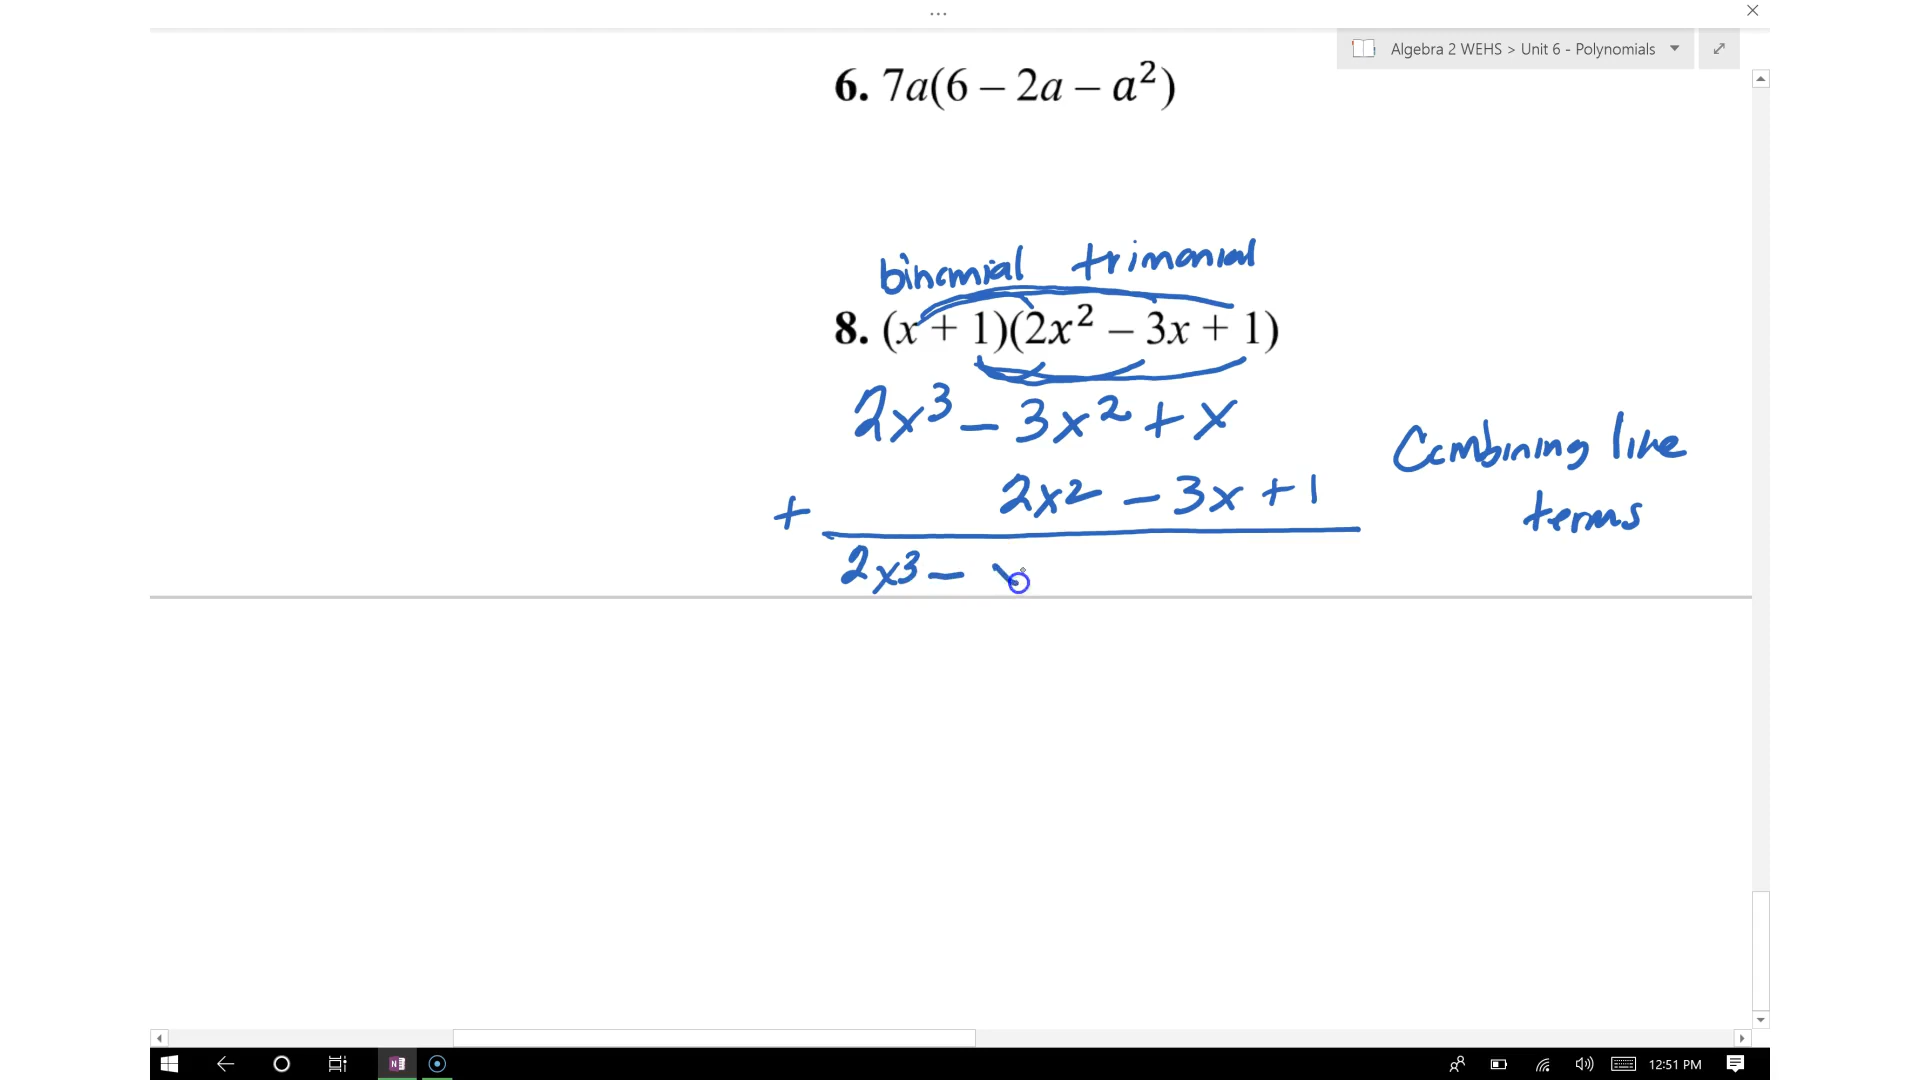 ...
Algebra 2 WEHS > Unit 6 - Polynomials
6. 7a(6 – 2a – a²)
binomial trimonial
8. (x + 1)(2x² – 3x + 1)
2x³ – 3x² + x
Combining like
+ 2x² – 3x + 1
terms
2x³ – x
N
12:51 PM